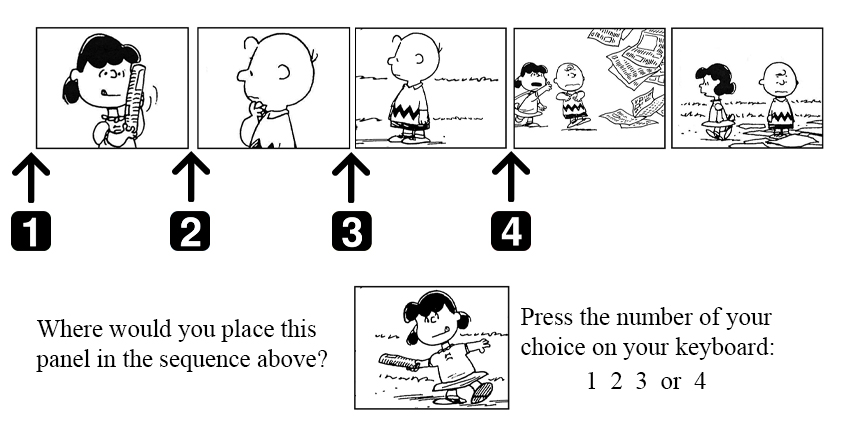 1 2 3 4
Where would you place this
panel in the sequence above?
Press the number of your
choice on your keyboard:
1 2 3 or 4